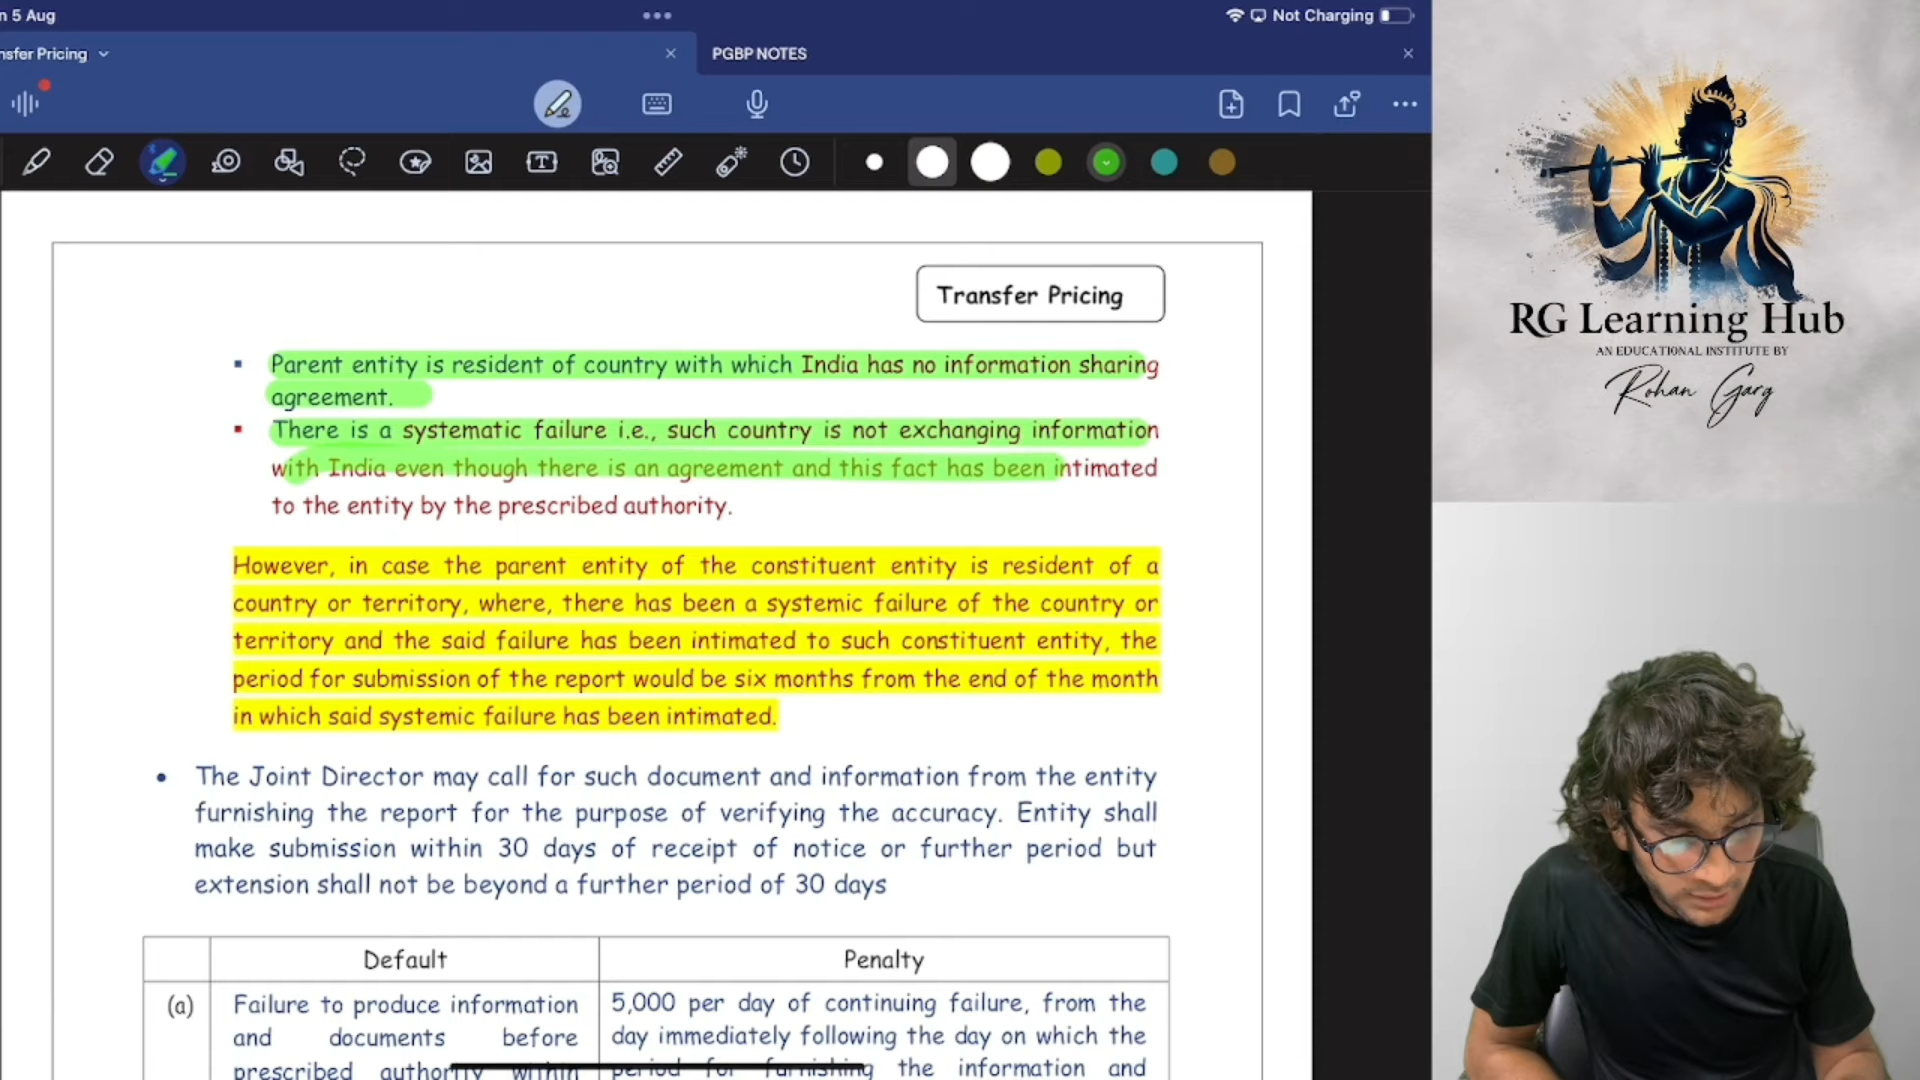 n 5 Aug
Not Charging
nsfer Pricing
PGBP NOTES
Transfer Pricing
Parent entity is resident of country with which India has no information sharing
agreement.
There is a systematic failure i.e., such country is not exchanging information
with India even though there is an agreement and this fact has been intimated
to the entity by the prescribed authority.
However, in case the parent entity of the constituent entity is resident of a
country or territory, where, there has been a systemic failure of the country or
territory and the said failure has been intimated to such constituent entity, the
period for submission of the report would be six months from the end of the month
in which said systemic failure has been intimated.
The Joint Director may call for such document and information from the entity
furnishing the report for the purpose of verifying the accuracy. Entity shall
make submission within 30 days of receipt of notice or further period but
extension shall not be beyond a further period of 30 days
Default Penalty
(a) Failure to produce information 5,000 per day of continuing failure, from the
and documents before day immediately following the day on which the
prescribed authority within period for furnishing the information and
RG Learning Hub
AN EDUCATIONAL INSTITUTE BY
Rohan Garg